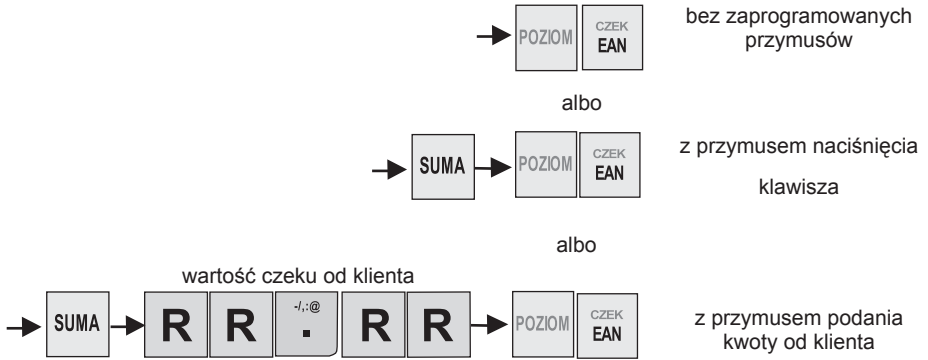 POZIOM CZEK EAN bez zaprogramowanych przymusów
albo
SUMA POZIOM CZEK EAN z przymusem naciśnięcia
klawisza
albo
wartość czeku od klienta
SUMA R R -/,:@ . R R POZIOM CZEK EAN z przymusem podania
kwoty od klienta